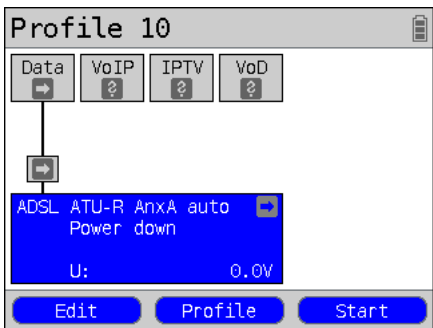 Profile 10
Data VoIP IPTV VoD
? ? ?
ADSL ATU-R AnxA auto
Power down
U: 0.0V
Edit Profile Start